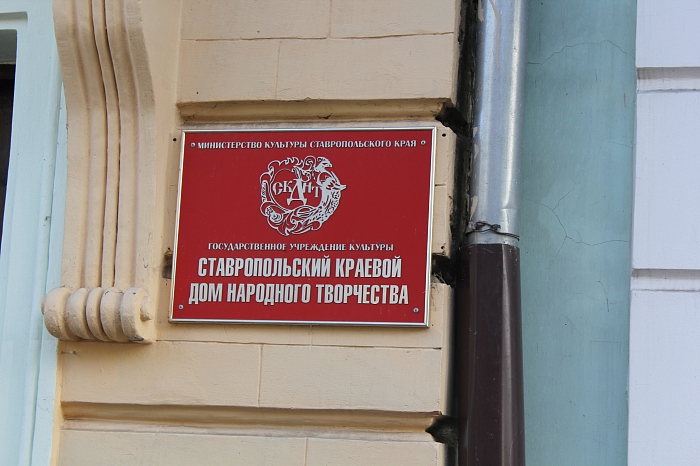 МИНИСТЕРСТВО КУЛЬТУРЫ СТАВРОПОЛЬСКОГО КРАЯ
СКДНТ
ГОСУДАРСТВЕННОЕ УЧРЕЖДЕНИЕ КУЛЬТУРЫ
СТАВРОПОЛЬСКИЙ КРАЕВОЙ
ДОМ НАРОДНОГО ТВОРЧЕСТВА